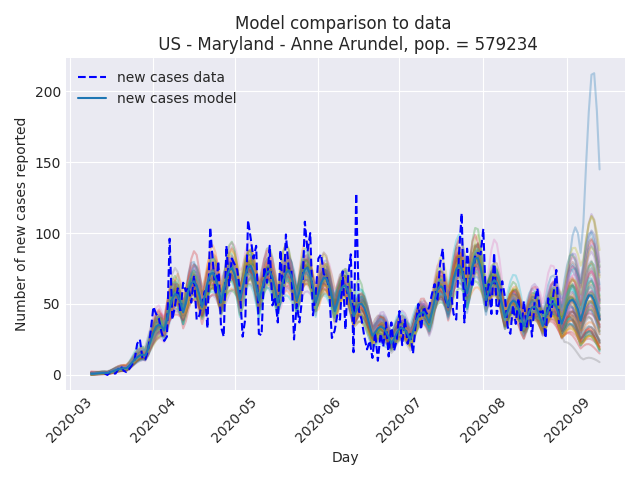 Model comparison to data
US - Maryland - Anne Arundel, pop. = 579234
new cases data
new cases model
Number of new cases reported
200
150
100
50
0
2020-03
2020-04
2020-05
2020-06
2020-07
2020-08
2020-09
Day